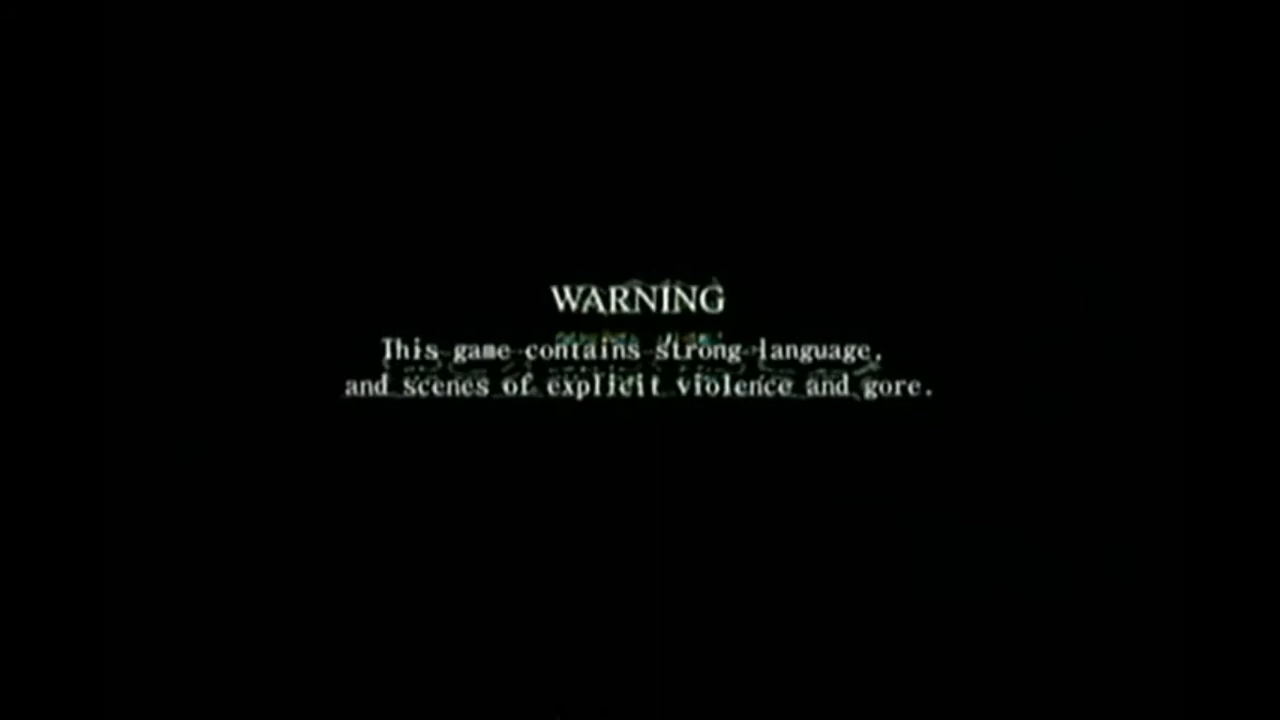 WARNING
This game contains strong language,
and scenes of explicit violence and gore.